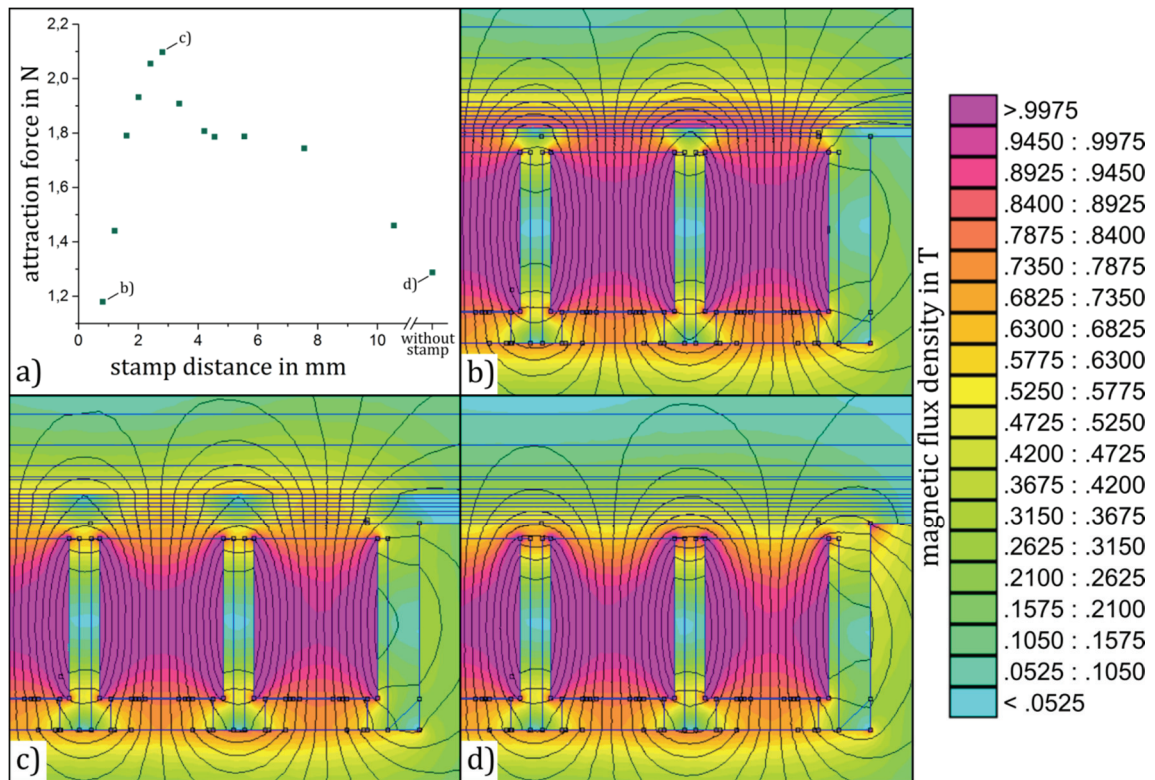 2,2
2,0
1,8
1,6
1,4
1,2
attraction force in N
c)
b)
d)
0
2
4
6
8
10
without
stamp
stamp distance in mm
a)
b)
c)
d)
magnetic flux density in T
>.9975
.9450 : .9975
.8925 : .9450
.8400 : .8925
.7875 : .8400
.7350 : .7875
.6825 : .7350
.6300 : .6825
.5775 : .6300
.5250 : .5775
.4725 : .5250
.4200 : .4725
.3675 : .4200
.3150 : .3675
.2625 : .3150
.2100 : .2625
.1575 : .2100
.1050 : .1575
.0525 : .1050
< .0525